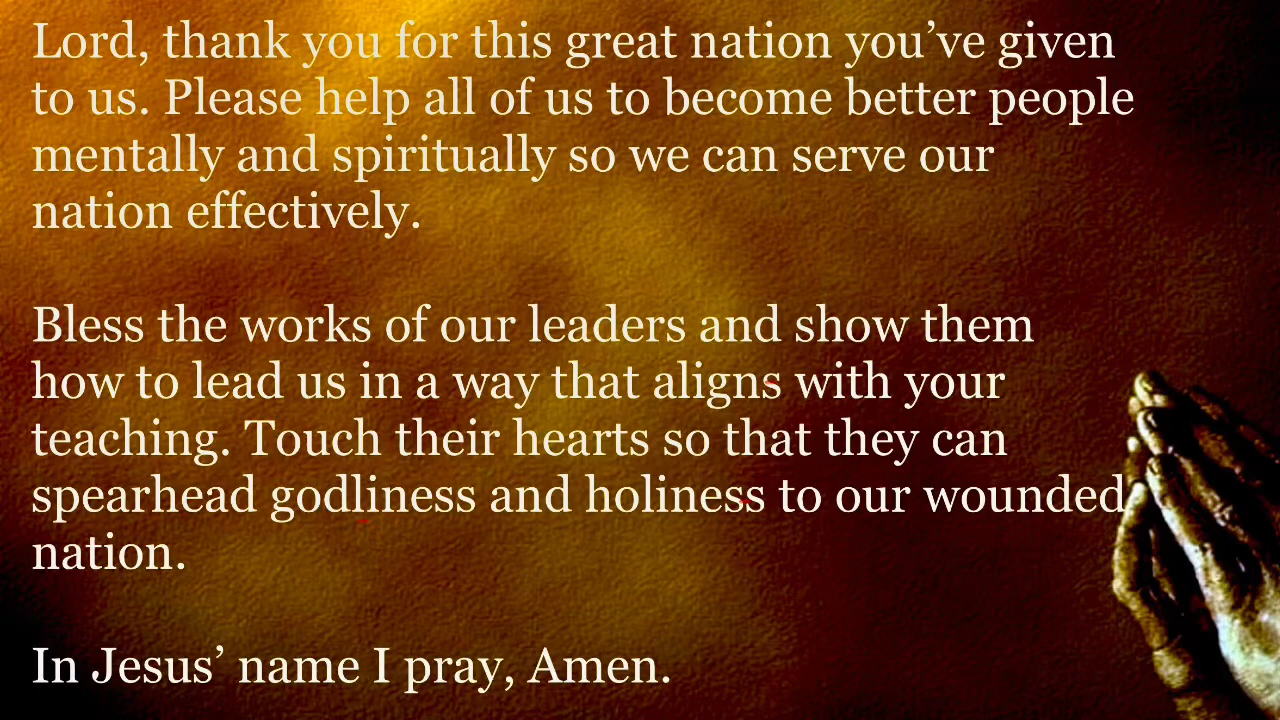 Lord, thank you for this great nation you’ve given
to us. Please help all of us to become better people
mentally and spiritually so we can serve our
nation effectively.
Bless the works of our leaders and show them
how to lead us in a way that aligns with your
teaching. Touch their hearts so that they can
spearhead godliness and holiness to our wounded
nation.
In Jesus’ name I pray, Amen.